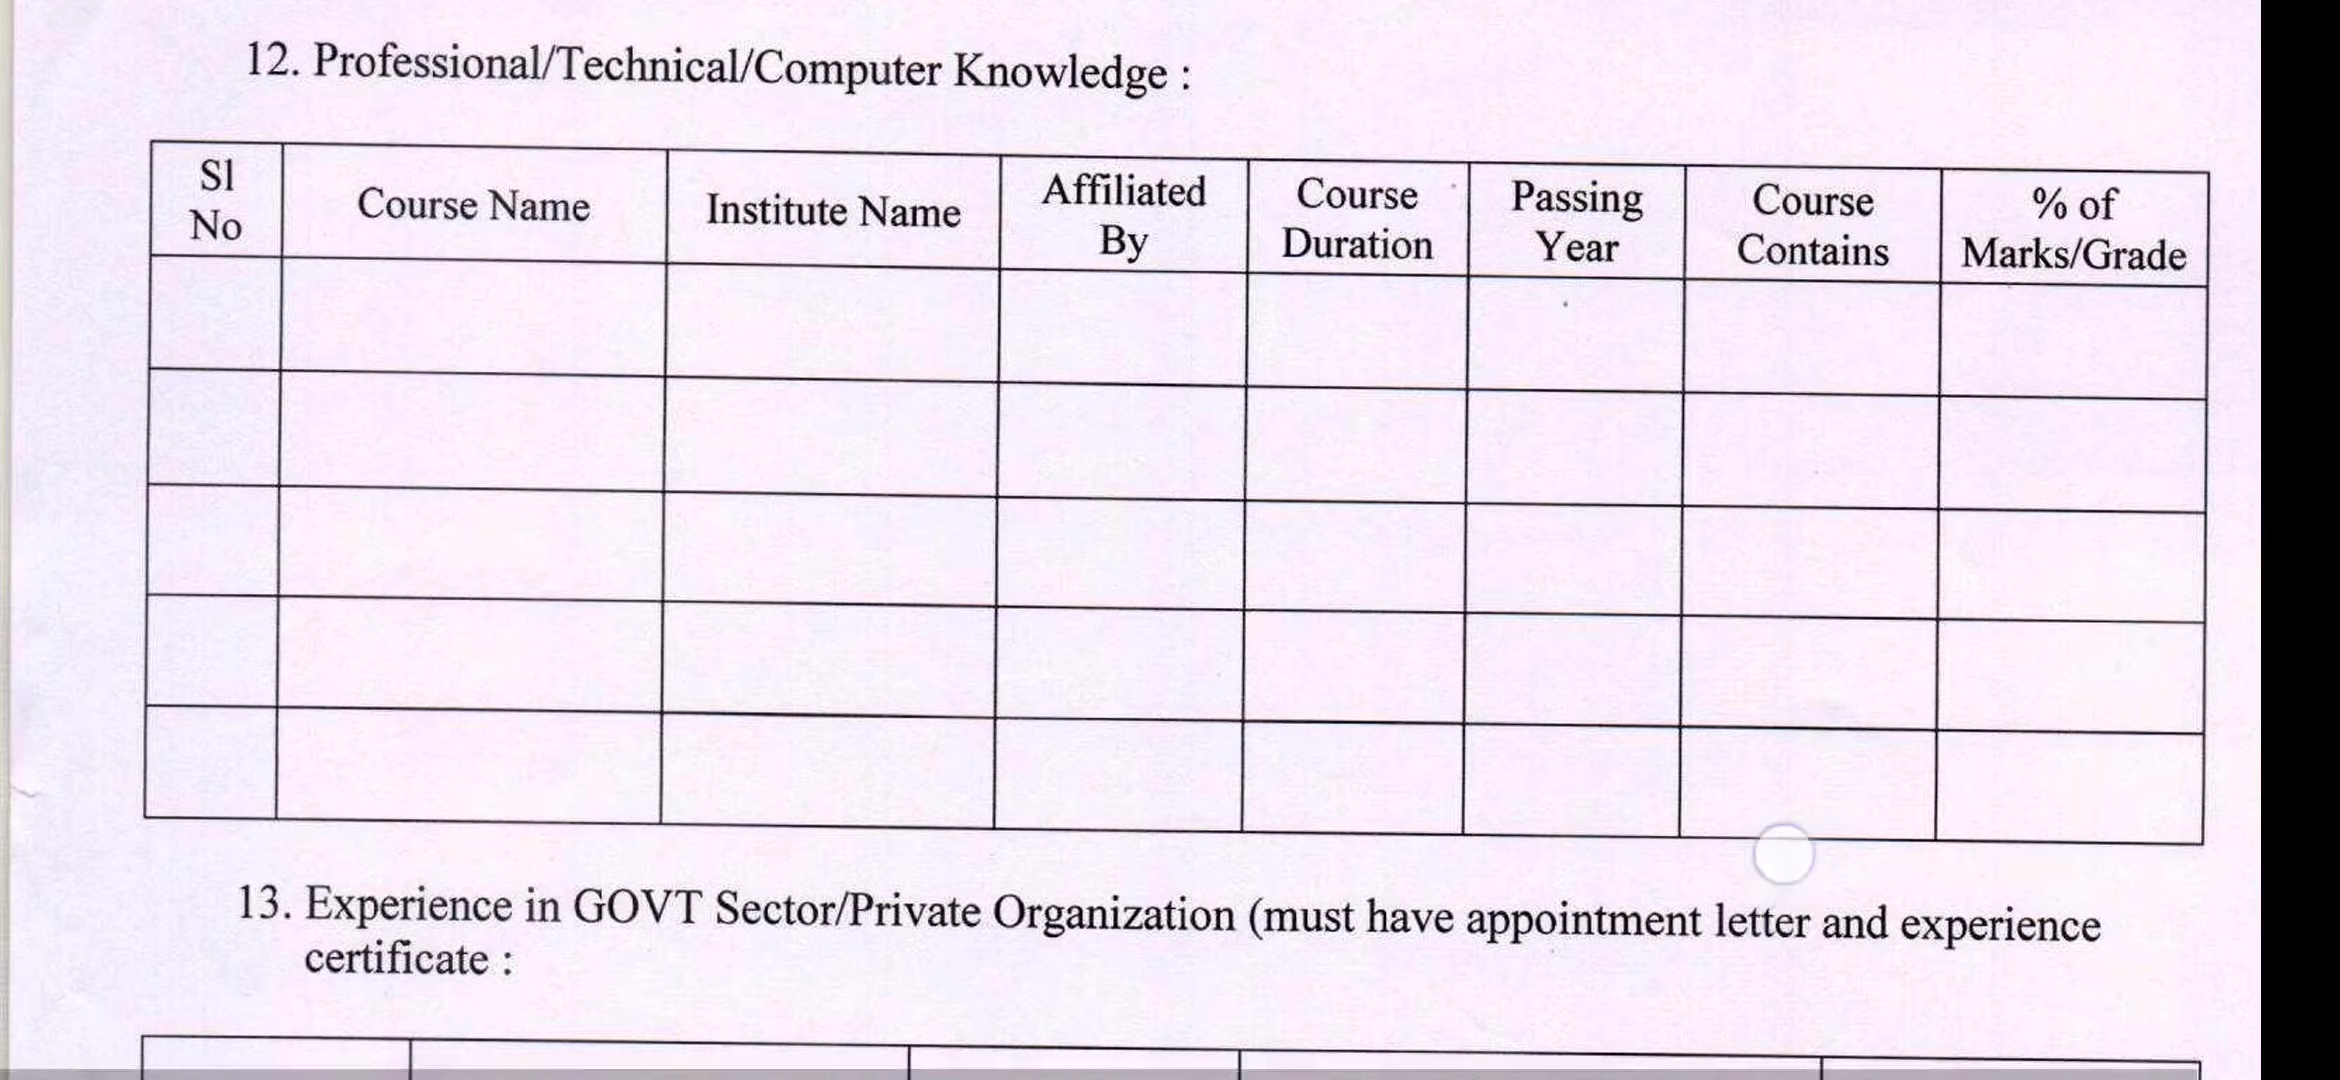 12. Professional/Technical/Computer Knowledge :
Sl No
Course Name
Institute Name
Affiliated By
Course Duration
Passing Year
Course Contains
% of Marks/Grade
13. Experience in GOVT Sector/Private Organization (must have appointment letter and experience
certificate :